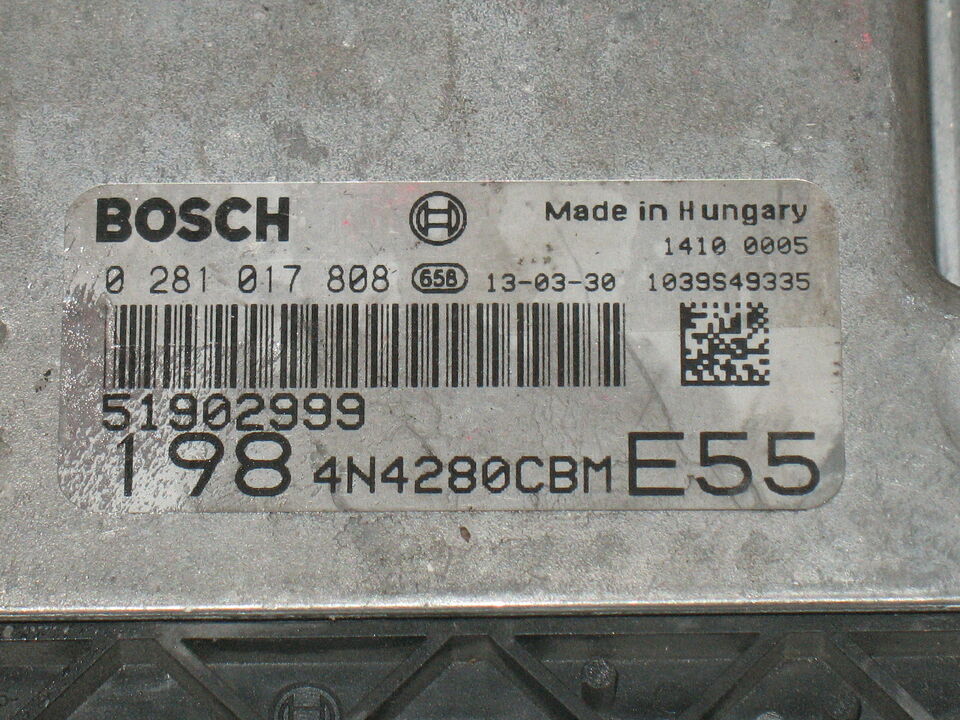 BOSCH Made in Hungary
1410 0005
0 281 017 808 658 13-03-30 1039S49335
51902999
198 4N4280CBM E55